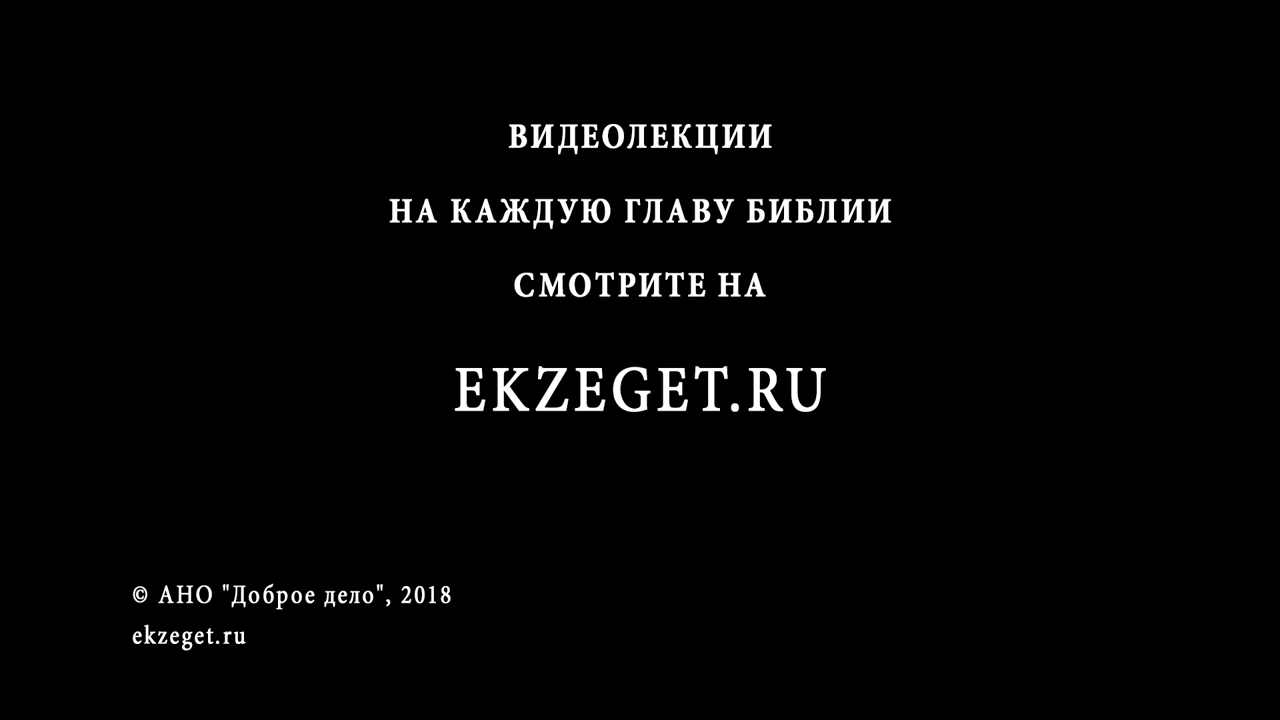 ВИДЕОЛЕКЦИИ
НА КАЖДУЮ ГЛАВУ БИБЛИИ
СМОТРИТЕ НА
EKZEGET.RU
© АНО "Доброе дело", 2018
ekzeget.ru